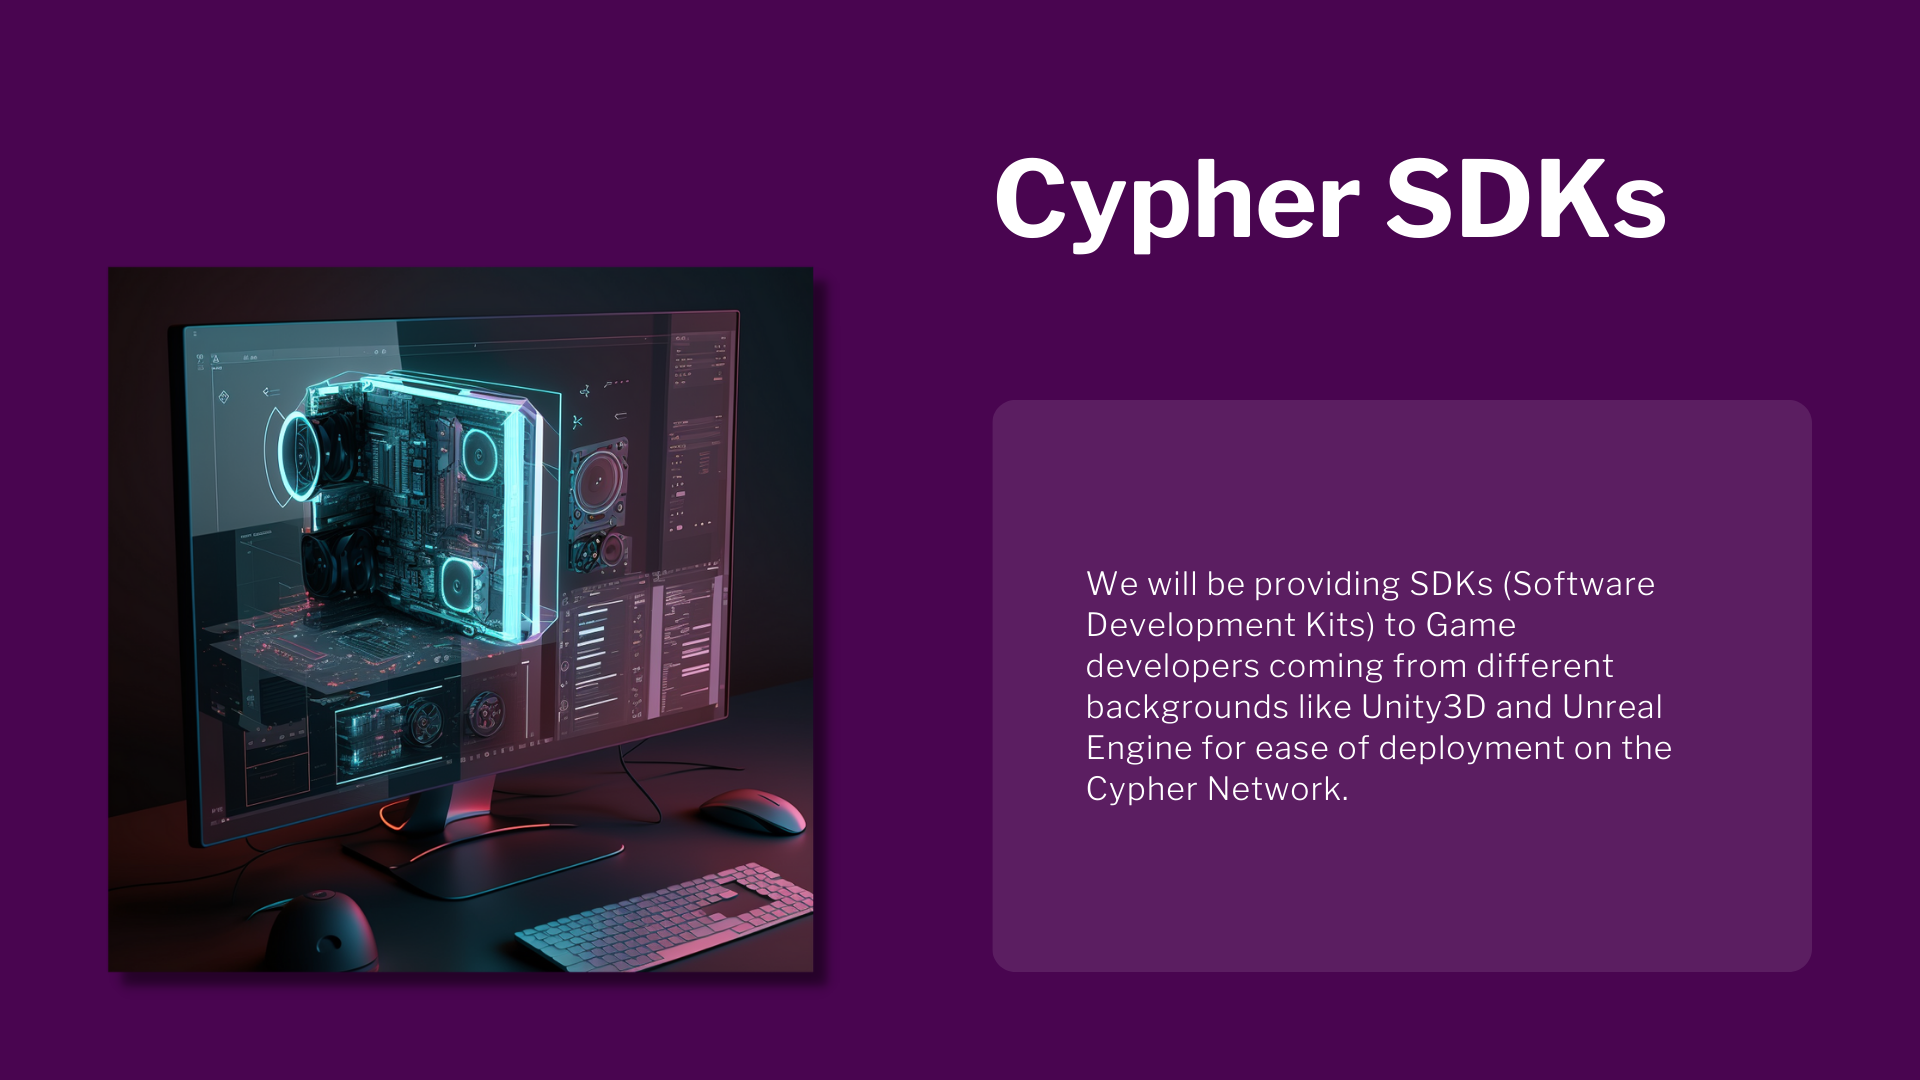 Cypher SDKs
We will be providing SDKs (Software
Development Kits) to Game
developers coming from different
backgrounds like Unity3D and Unreal
Engine for ease of deployment on the
Cypher Network.